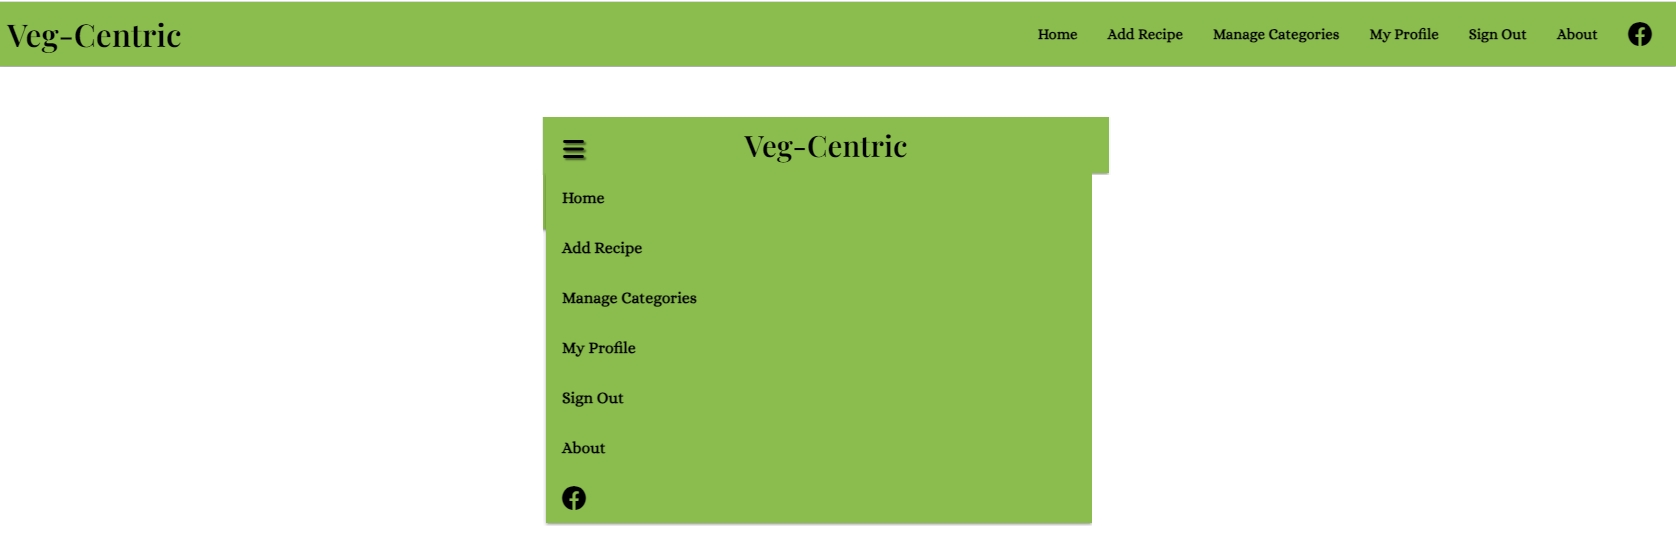 Veg-Centric Home Add Recipe Manage Categories My Profile Sign Out About
Veg-Centric
Home
Add Recipe
Manage Categories
My Profile
Sign Out
About